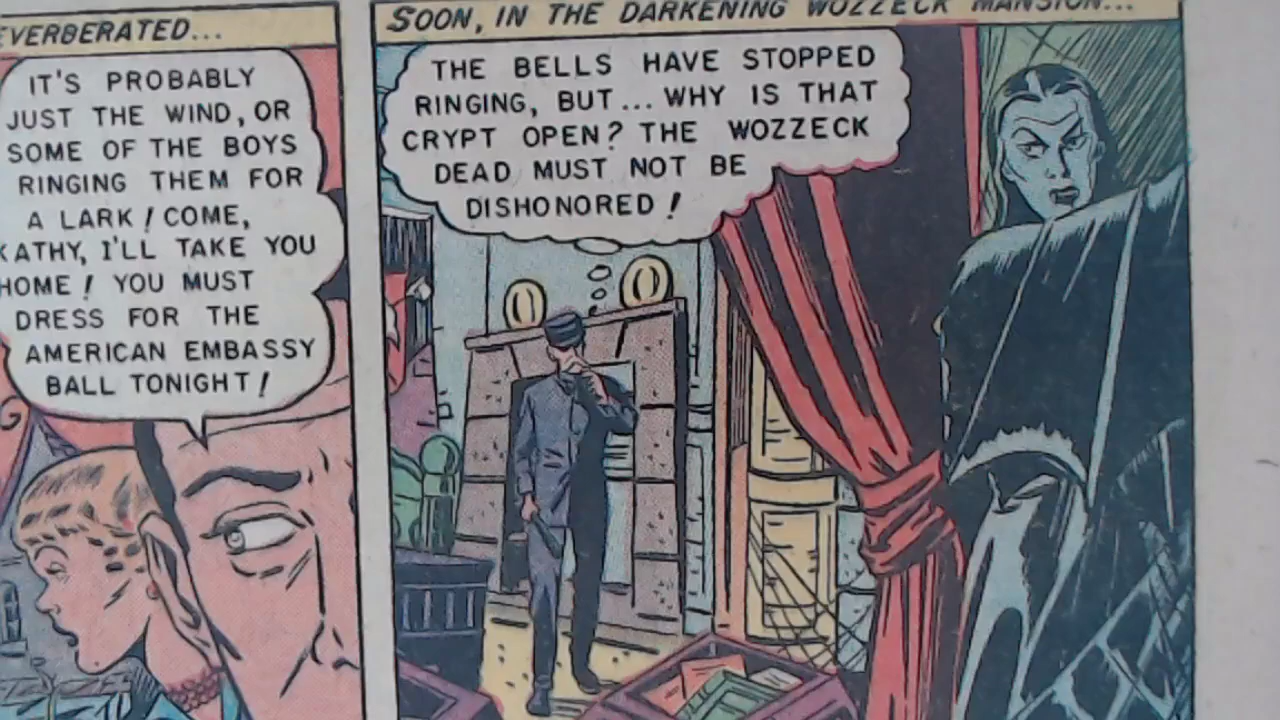 EVERBERATED...
IT'S PROBABLY
JUST THE WIND, OR
SOME OF THE BOYS
RINGING THEM FOR
A LARK! COME,
KATHY, I'LL TAKE YOU
HOME! YOU MUST
DRESS FOR THE
AMERICAN EMBASSY
BALL TONIGHT!
SOON, IN THE DARKENING WOZZECK MANSION...
THE BELLS HAVE STOPPED
RINGING, BUT... WHY IS THAT
CRYPT OPEN? THE WOZZECK
DEAD MUST NOT BE
DISHONORED!